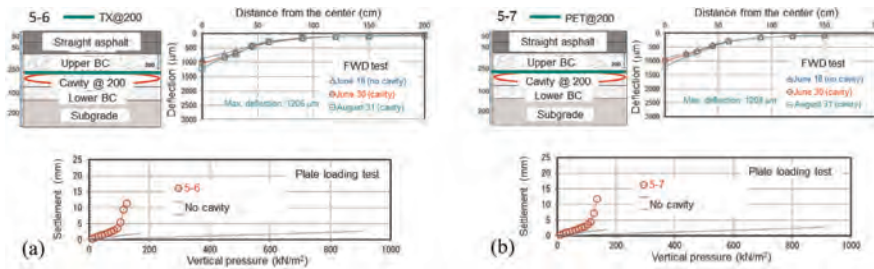 5-6 TX@200
Straight asphalt
Upper BC
Cavity @ 200
Lower BC
Subgrade
Distance from the center (cm)
0 50 100 150 200
0
500
1000
1500
2000
2500
3000
Deflection (μm)
FWD test
June 18 (no cavity)
June 30 (cavity)
August 31 (cavity)
Max. deflection: 1206 μm
25
20
15
10
5
0
Settlement (mm)
Plate loading test
5-6
No cavity
0 200 400 600 800 1000
Vertical pressure (kN/m²)
(a)
5-7 PET@200
Straight asphalt
Upper BC
Cavity @ 200
Lower BC
Subgrade
Distance from the center (cm)
0 50 100 150
0
500
1000
1500
2000
2500
3000
Deflection (μm)
FWD test
June 18 (no cavity)
June 30 (cavity)
August 31 (cavity)
25
20
15
10
5
0
Settlement (mm)
Plate loading test
5-7
No cavity
0 200 400 600 800 1000
Vertical pressure (kN/m²)
(b)